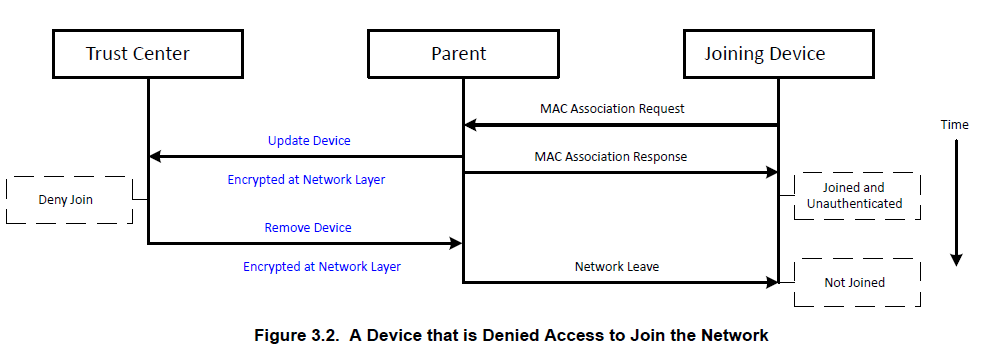 Trust Center
Parent
Joining Device
MAC Association Request
Time
Update Device
MAC Association Response
Encrypted at Network Layer
Deny Join
Joined and
Unauthenticated
Remove Device
Encrypted at Network Layer
Network Leave
Not Joined
Figure 3.2.  A Device that is Denied Access to Join the Network